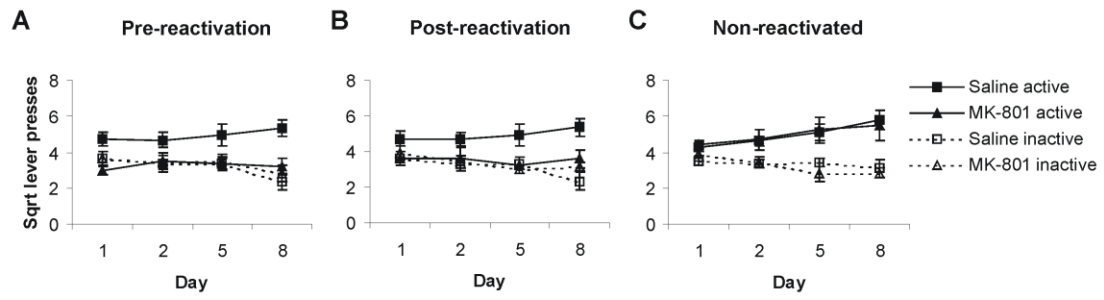 A Pre-reactivation
B Post-reactivation
C Non-reactivated
Sqrt level presses
8
6
4
2
0
1 2 5 8
Day
8
6
4
2
0
1 2 5 8
Day
8
6
4
2
0
1 2 5 8
Day
Saline active
MK-801 active
Saline inactive
MK-801 inactive